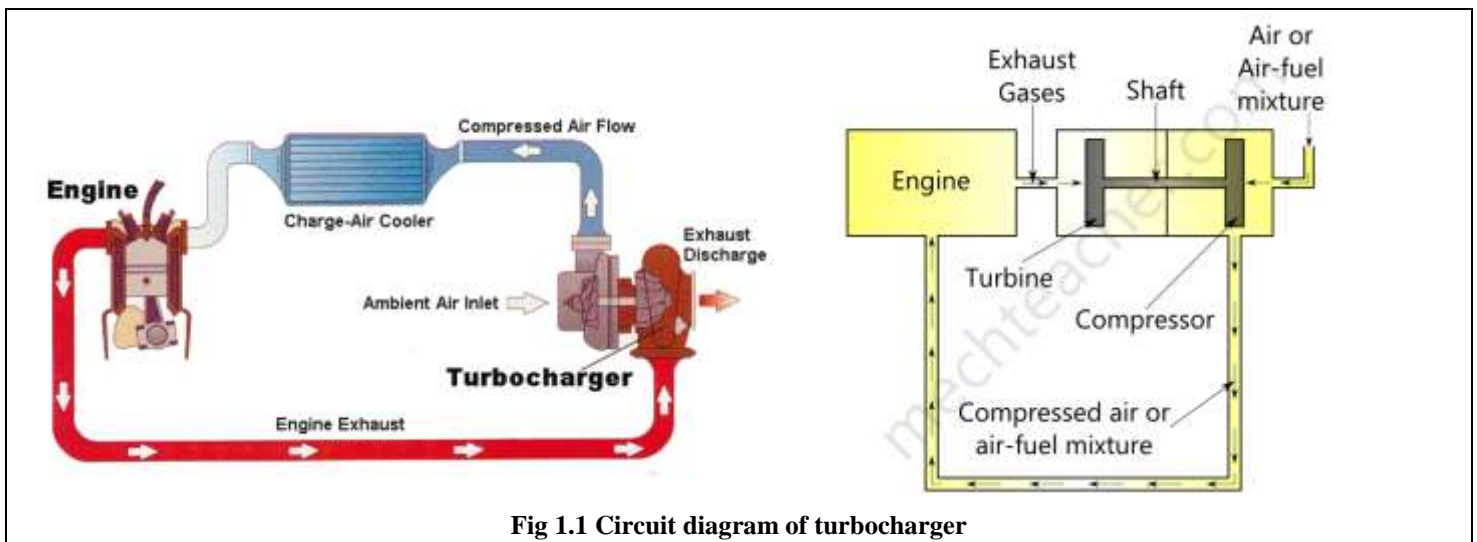 Compressed Air Flow
Engine
Charge-Air Cooler
Exhaust
Discharge
Ambient Air Inlet
Turbocharger
Engine Exhaust
Exhaust
Gases
Shaft
Air or
Air-fuel
mixture
Engine
Turbine
Compressor
Compressed air or
air-fuel mixture
mechteacher.com
Fig 1.1 Circuit diagram of turbocharger